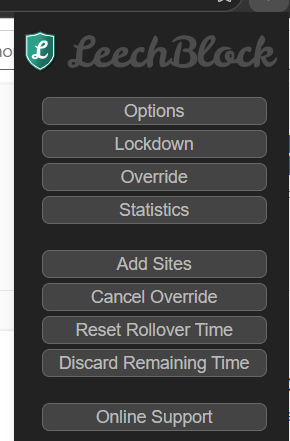 LeechBlock
Options
Lockdown
Override
Statistics
Add Sites
Cancel Override
Reset Rollover Time
Discard Remaining Time
Online Support